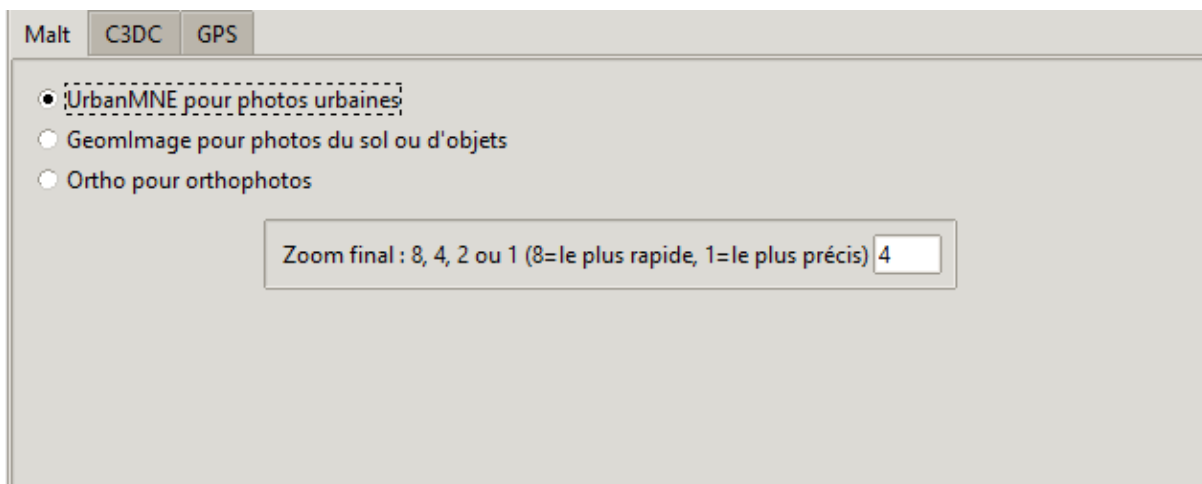 Malt C3DC GPS
UrbanMNE pour photos urbaines
GeomImage pour photos du sol ou d'objets
Ortho pour orthophotos
Zoom final : 8, 4, 2 ou 1 (8=le plus rapide, 1=le plus précis) 4